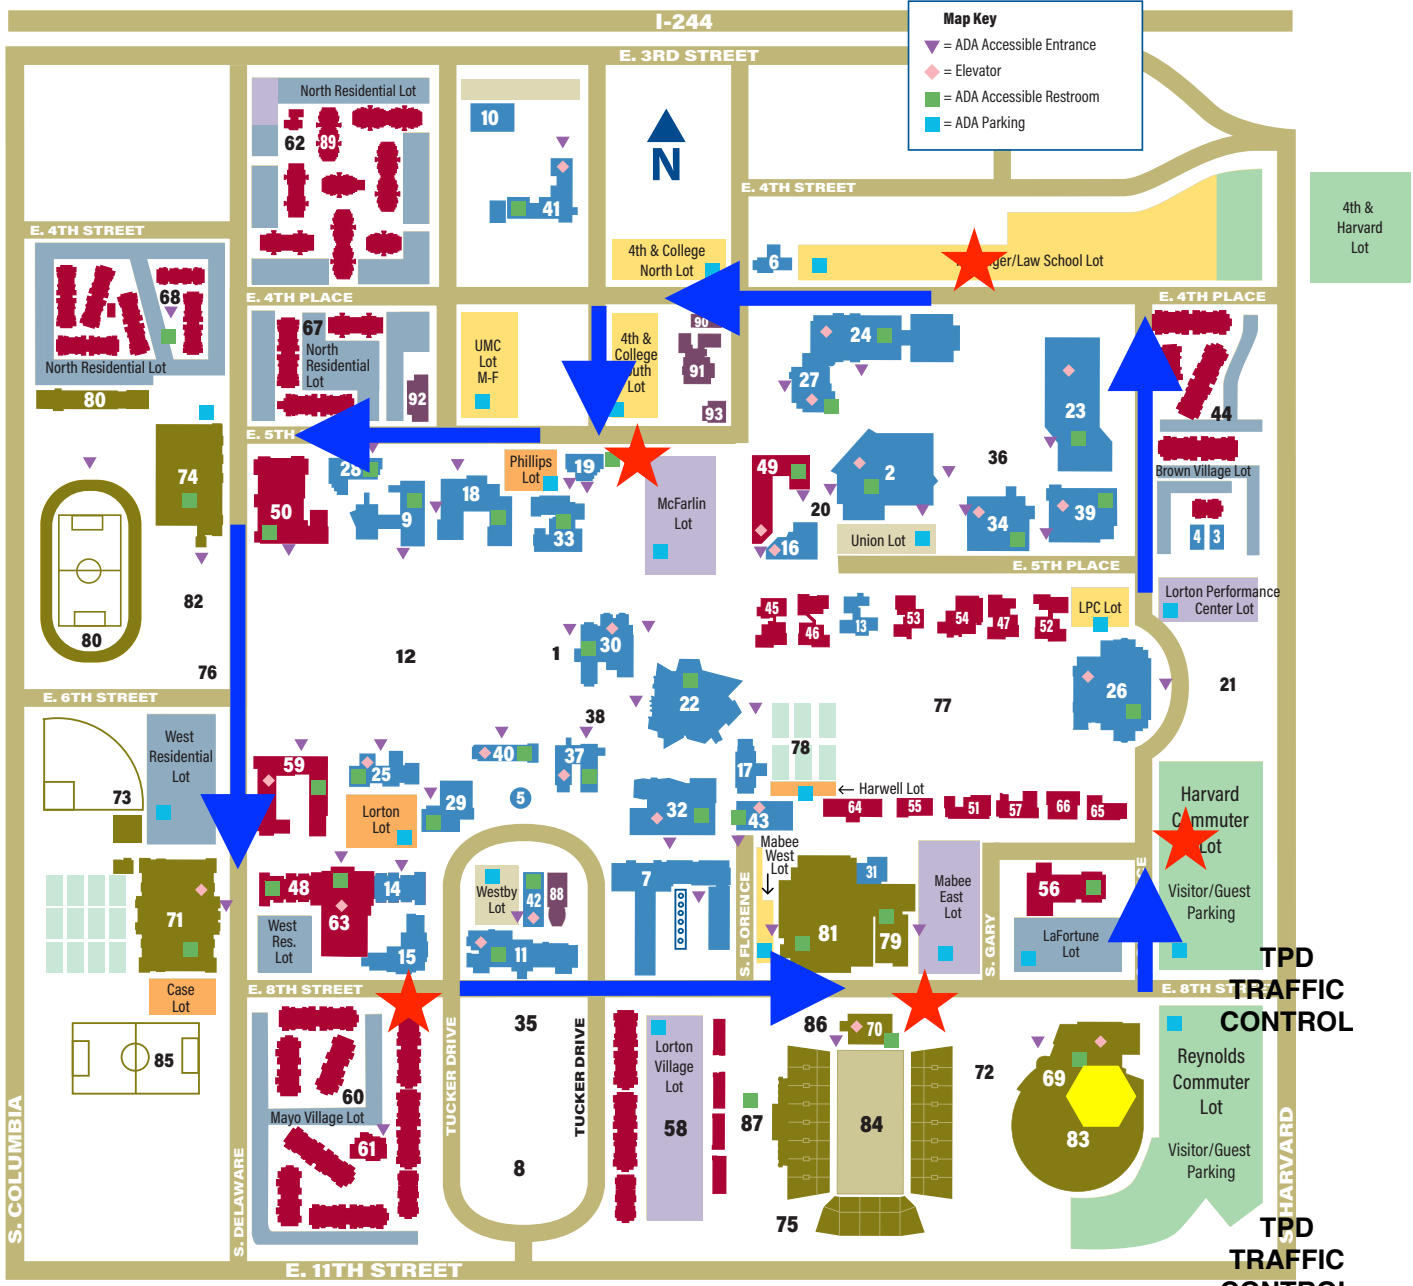 I-244
E. 3RD STREET
Map Key
= ADA Accessible Entrance
= Elevator
= ADA Accessible Restroom
= ADA Parking
North Residential Lot
62
89
10
41
N
E. 4TH STREET
4th &
Harvard
Lot
E. 4TH STREET
4th & College
North Lot
6
ger/Law School Lot
68
North Residential Lot
E. 4TH PLACE
E. 4TH PLACE
67
North
Residential
Lot
92
UMC
Lot
M-F
4th &
College
uth
Lot
90
91
93
24
27
23
44
80
E. 5TH
Brown Village Lot
74
50
28
9
18
Phillips
Lot
19
33
McFarlin
Lot
49
20
16
2
36
34
39
4
3
Union Lot
E. 5TH PLACE
80
82
76
12
1
30
45
46
13
53
54
47
52
LPC Lot
Lorton Performance
Center Lot
26
21
E. 6TH STREET
22
38
77
78
West
Residential
Lot
73
59
25
40
37
5
17
29
Lorton
Lot
32
43
Harwell Lot
64
55
51
57
66
65
Harvard
Commuter
Lot
Visitor/Guest
Parking
71
48
63
14
15
West
Res.
Lot
Westby
Lot
42
88
11
7
S. FLORENCE
Mabee
West
Lot
31
81
79
Mabee
East
Lot
S. GARY
56
LaFortune
Lot
Case
Lot
E. 8TH STREET
E. 8TH STREE
TPD
TRAFFIC
CONTROL
85
60
Mayo Village Lot
61
TUCKER DRIVE
35
8
TUCKER DRIVE
Lorton
Village
Lot
58
87
86
70
84
75
72
69
83
Reynolds
Commuter
Lot
Visitor/Guest
Parking
S. COLUMBIA
S. DELAWARE
S. HARVARD
TPD
TRAFFIC
CONTROL
E. 11TH STREET